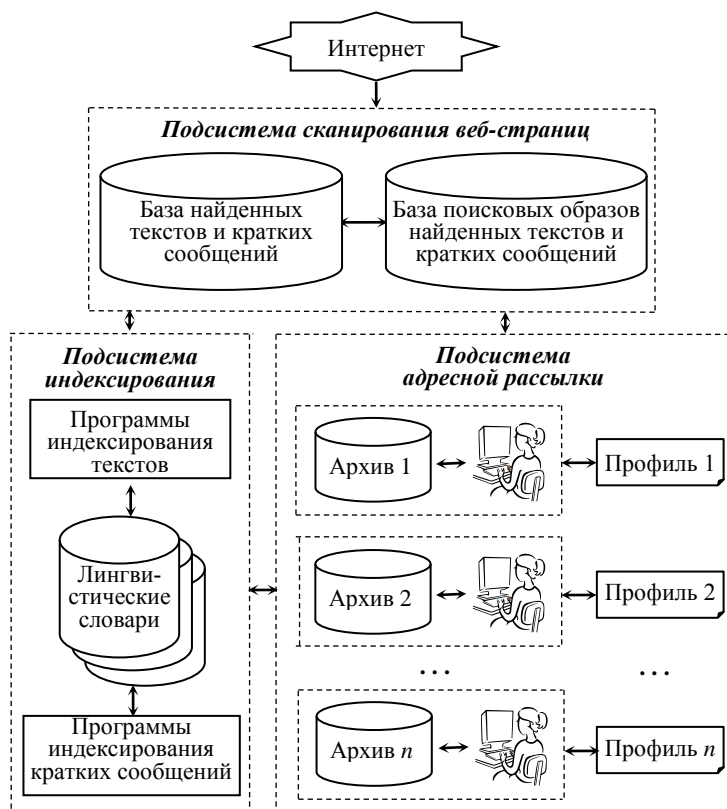 Интернет
Подсистема сканирования веб-страниц
База найденных
текстов и кратких
сообщений
База поисковых образов
найденных текстов и
кратких сообщений
Подсистема
индексирования
Программы
индексирования
текстов
Лингви-
стические
словари
Программы
индексирования
кратких сообщений
Подсистема
адресной рассылки
Архив 1
Профиль 1
Архив 2
Профиль 2
...
...
Архив n
Профиль n